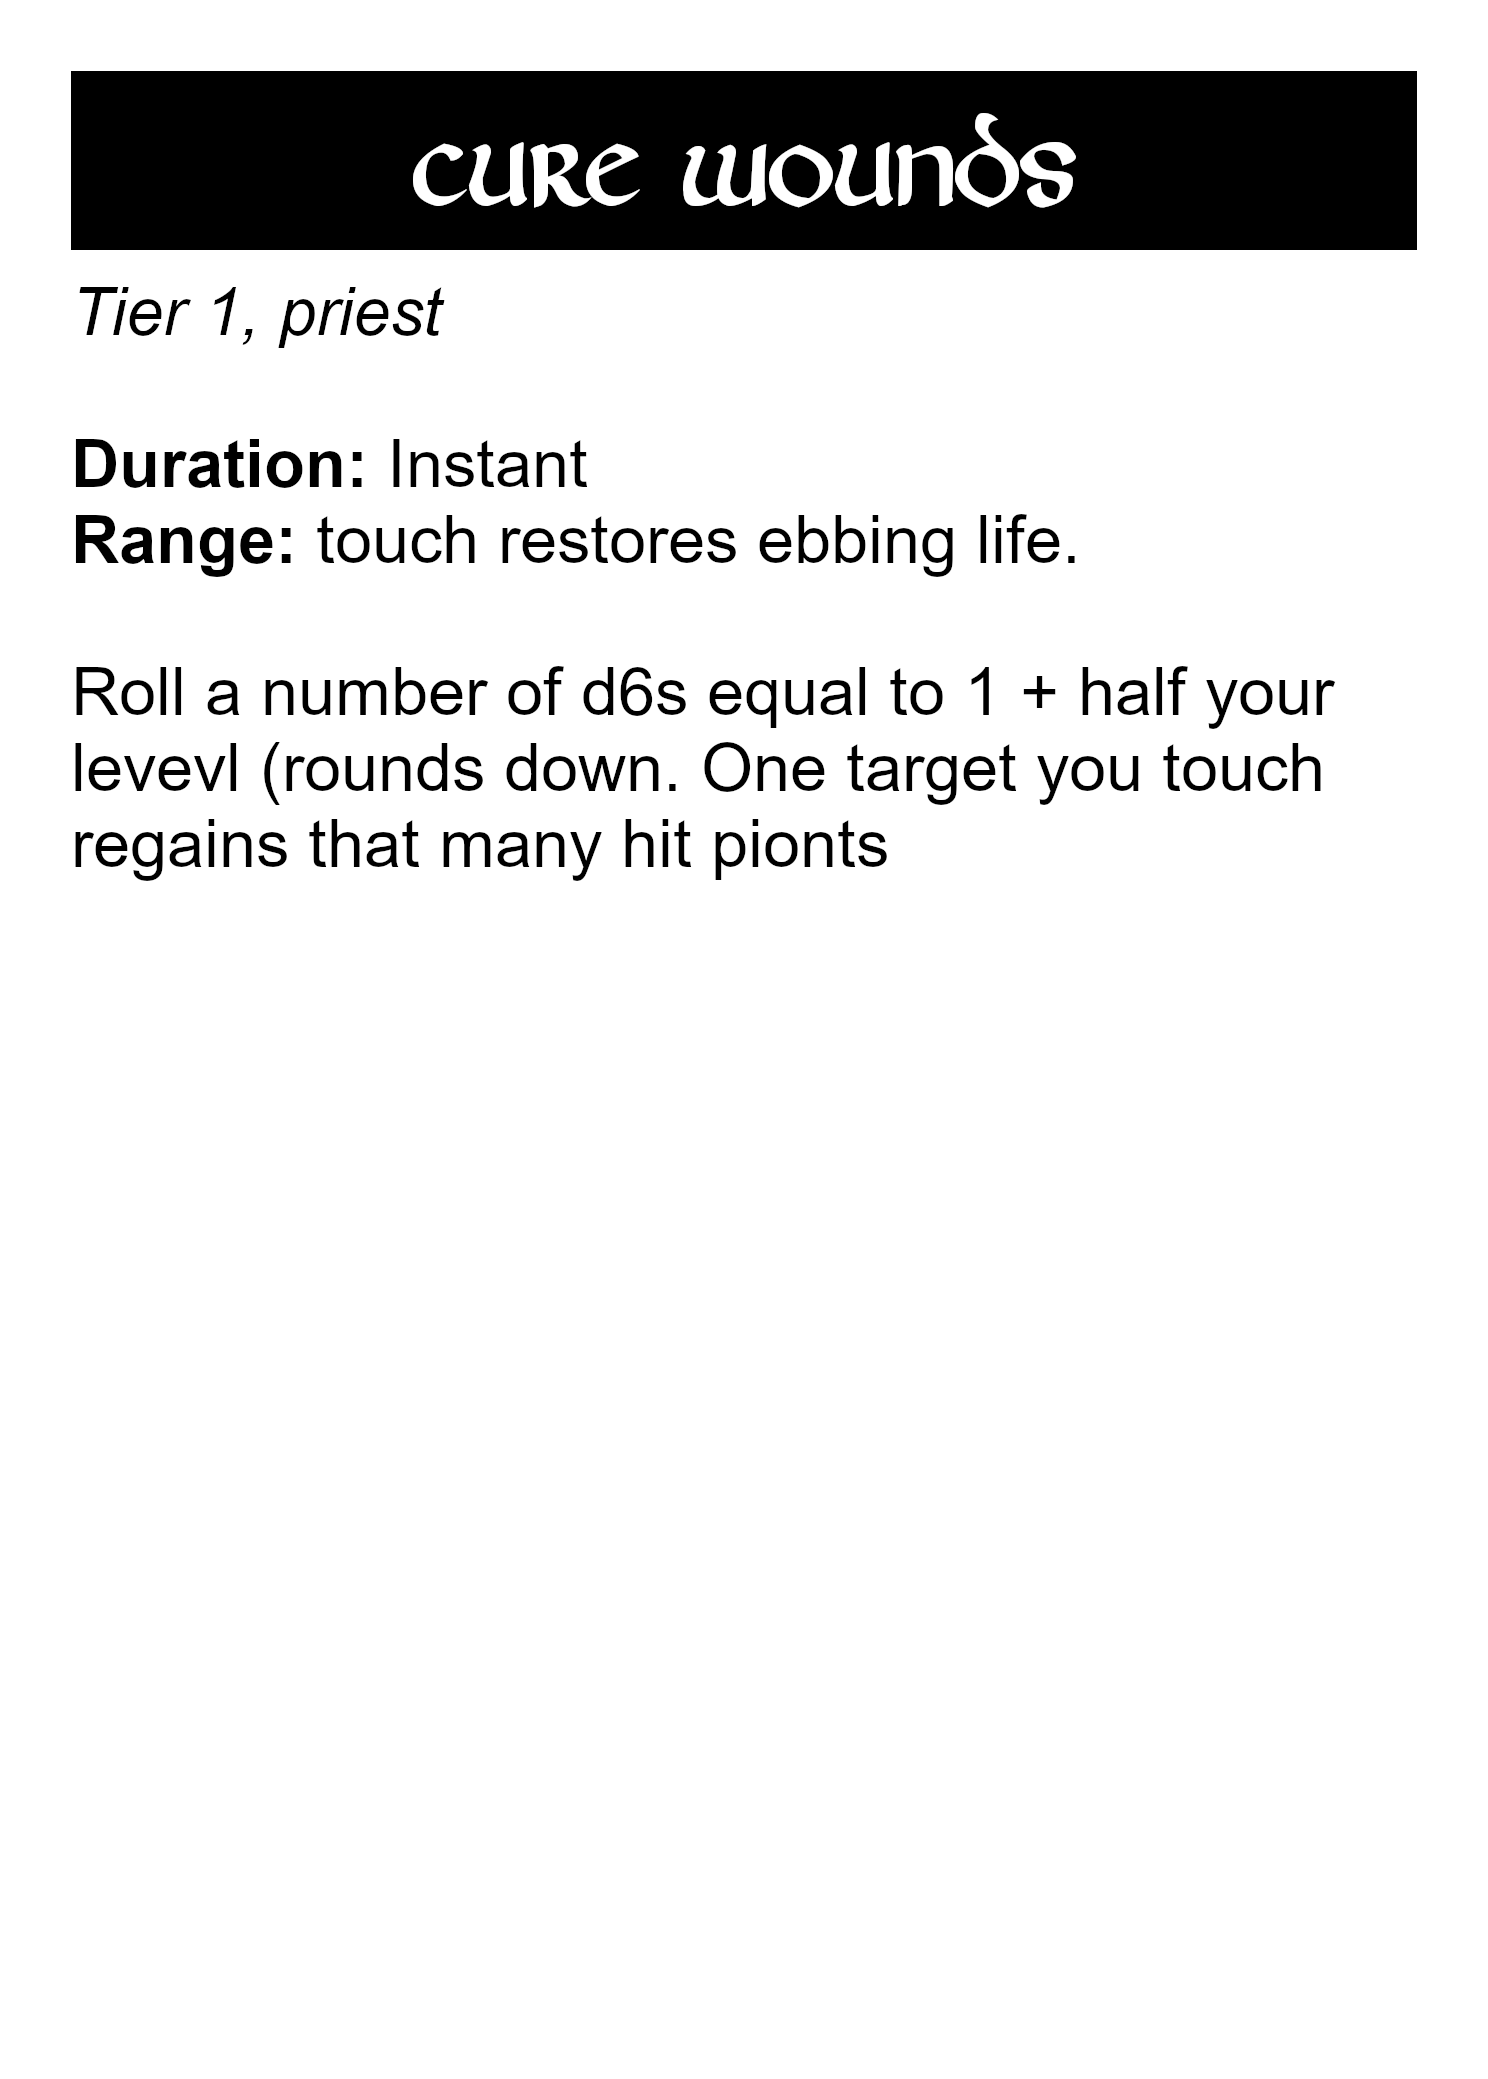 cure wounds
Tier 1, priest
Duration: Instant
Range: touch restores ebbing life.
Roll a number of d6s equal to 1 + half your
levevl (rounds down. One target you touch
regains that many hit pionts